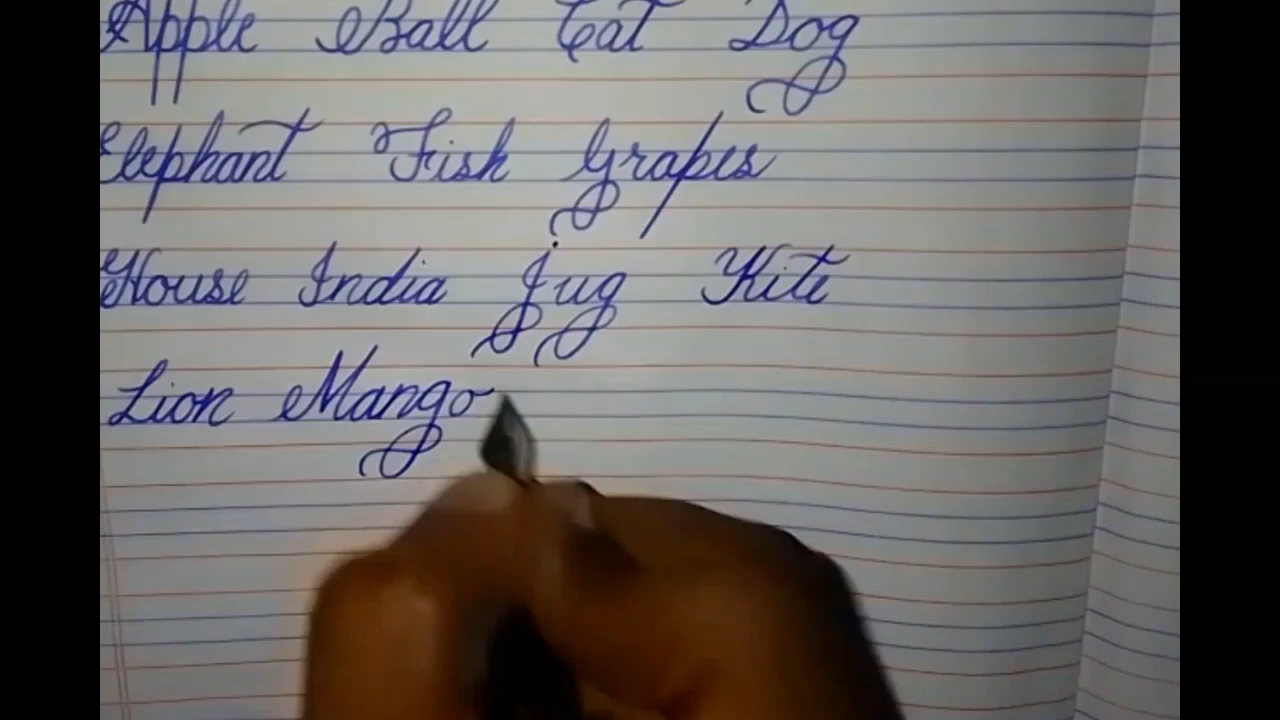 Apple Ball Cat Dog
Elephant Fish Grapes
House India Jug Kite
Lion Mango